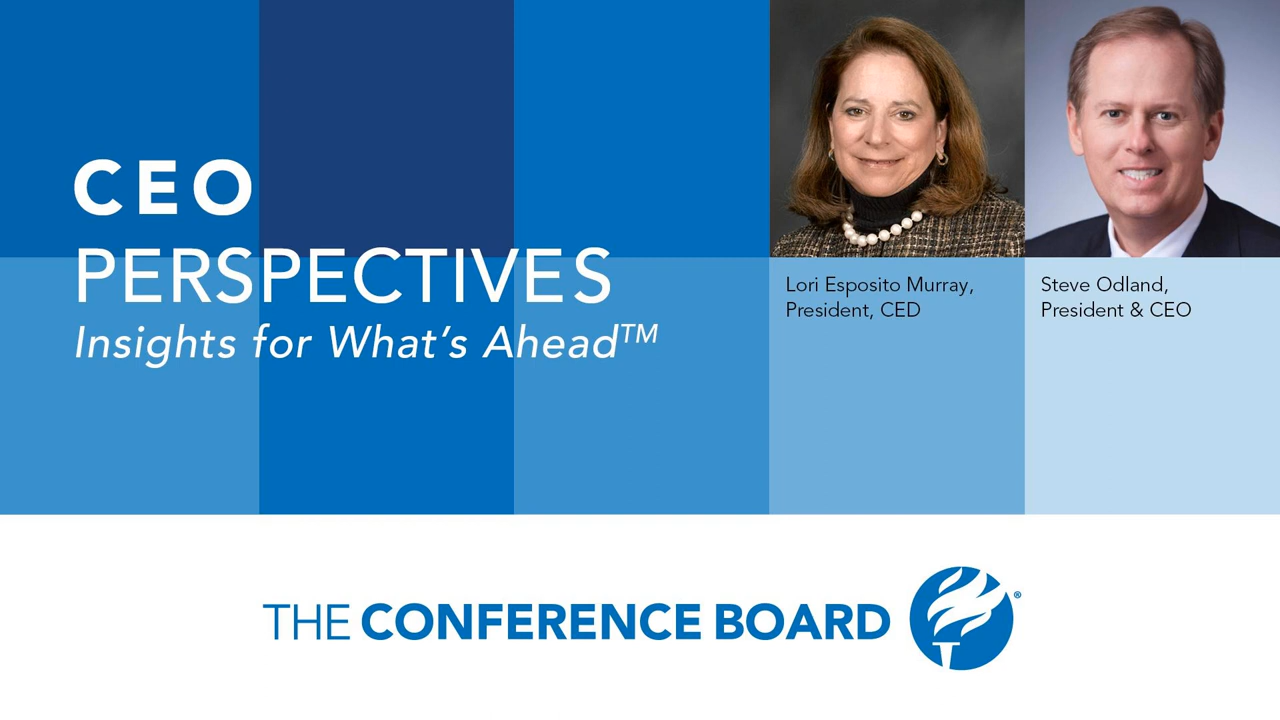 CEO
PERSPECTIVES
Insights for What's Ahead™
Lori Esposito Murray,
President, CED
Steve Odland,
President & CEO
THE CONFERENCE BOARD ®